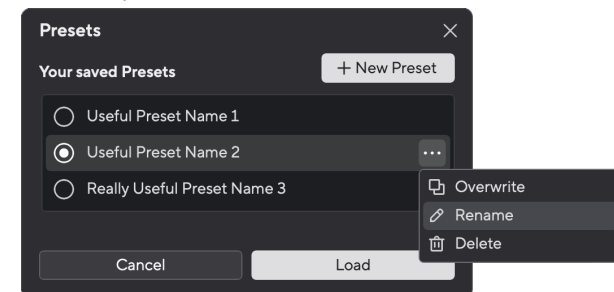 Presets
Your saved Presets
+ New Preset
Useful Preset Name 1
Useful Preset Name 2
Really Useful Preset Name 3
Overwrite
Rename
Delete
Cancel
Load